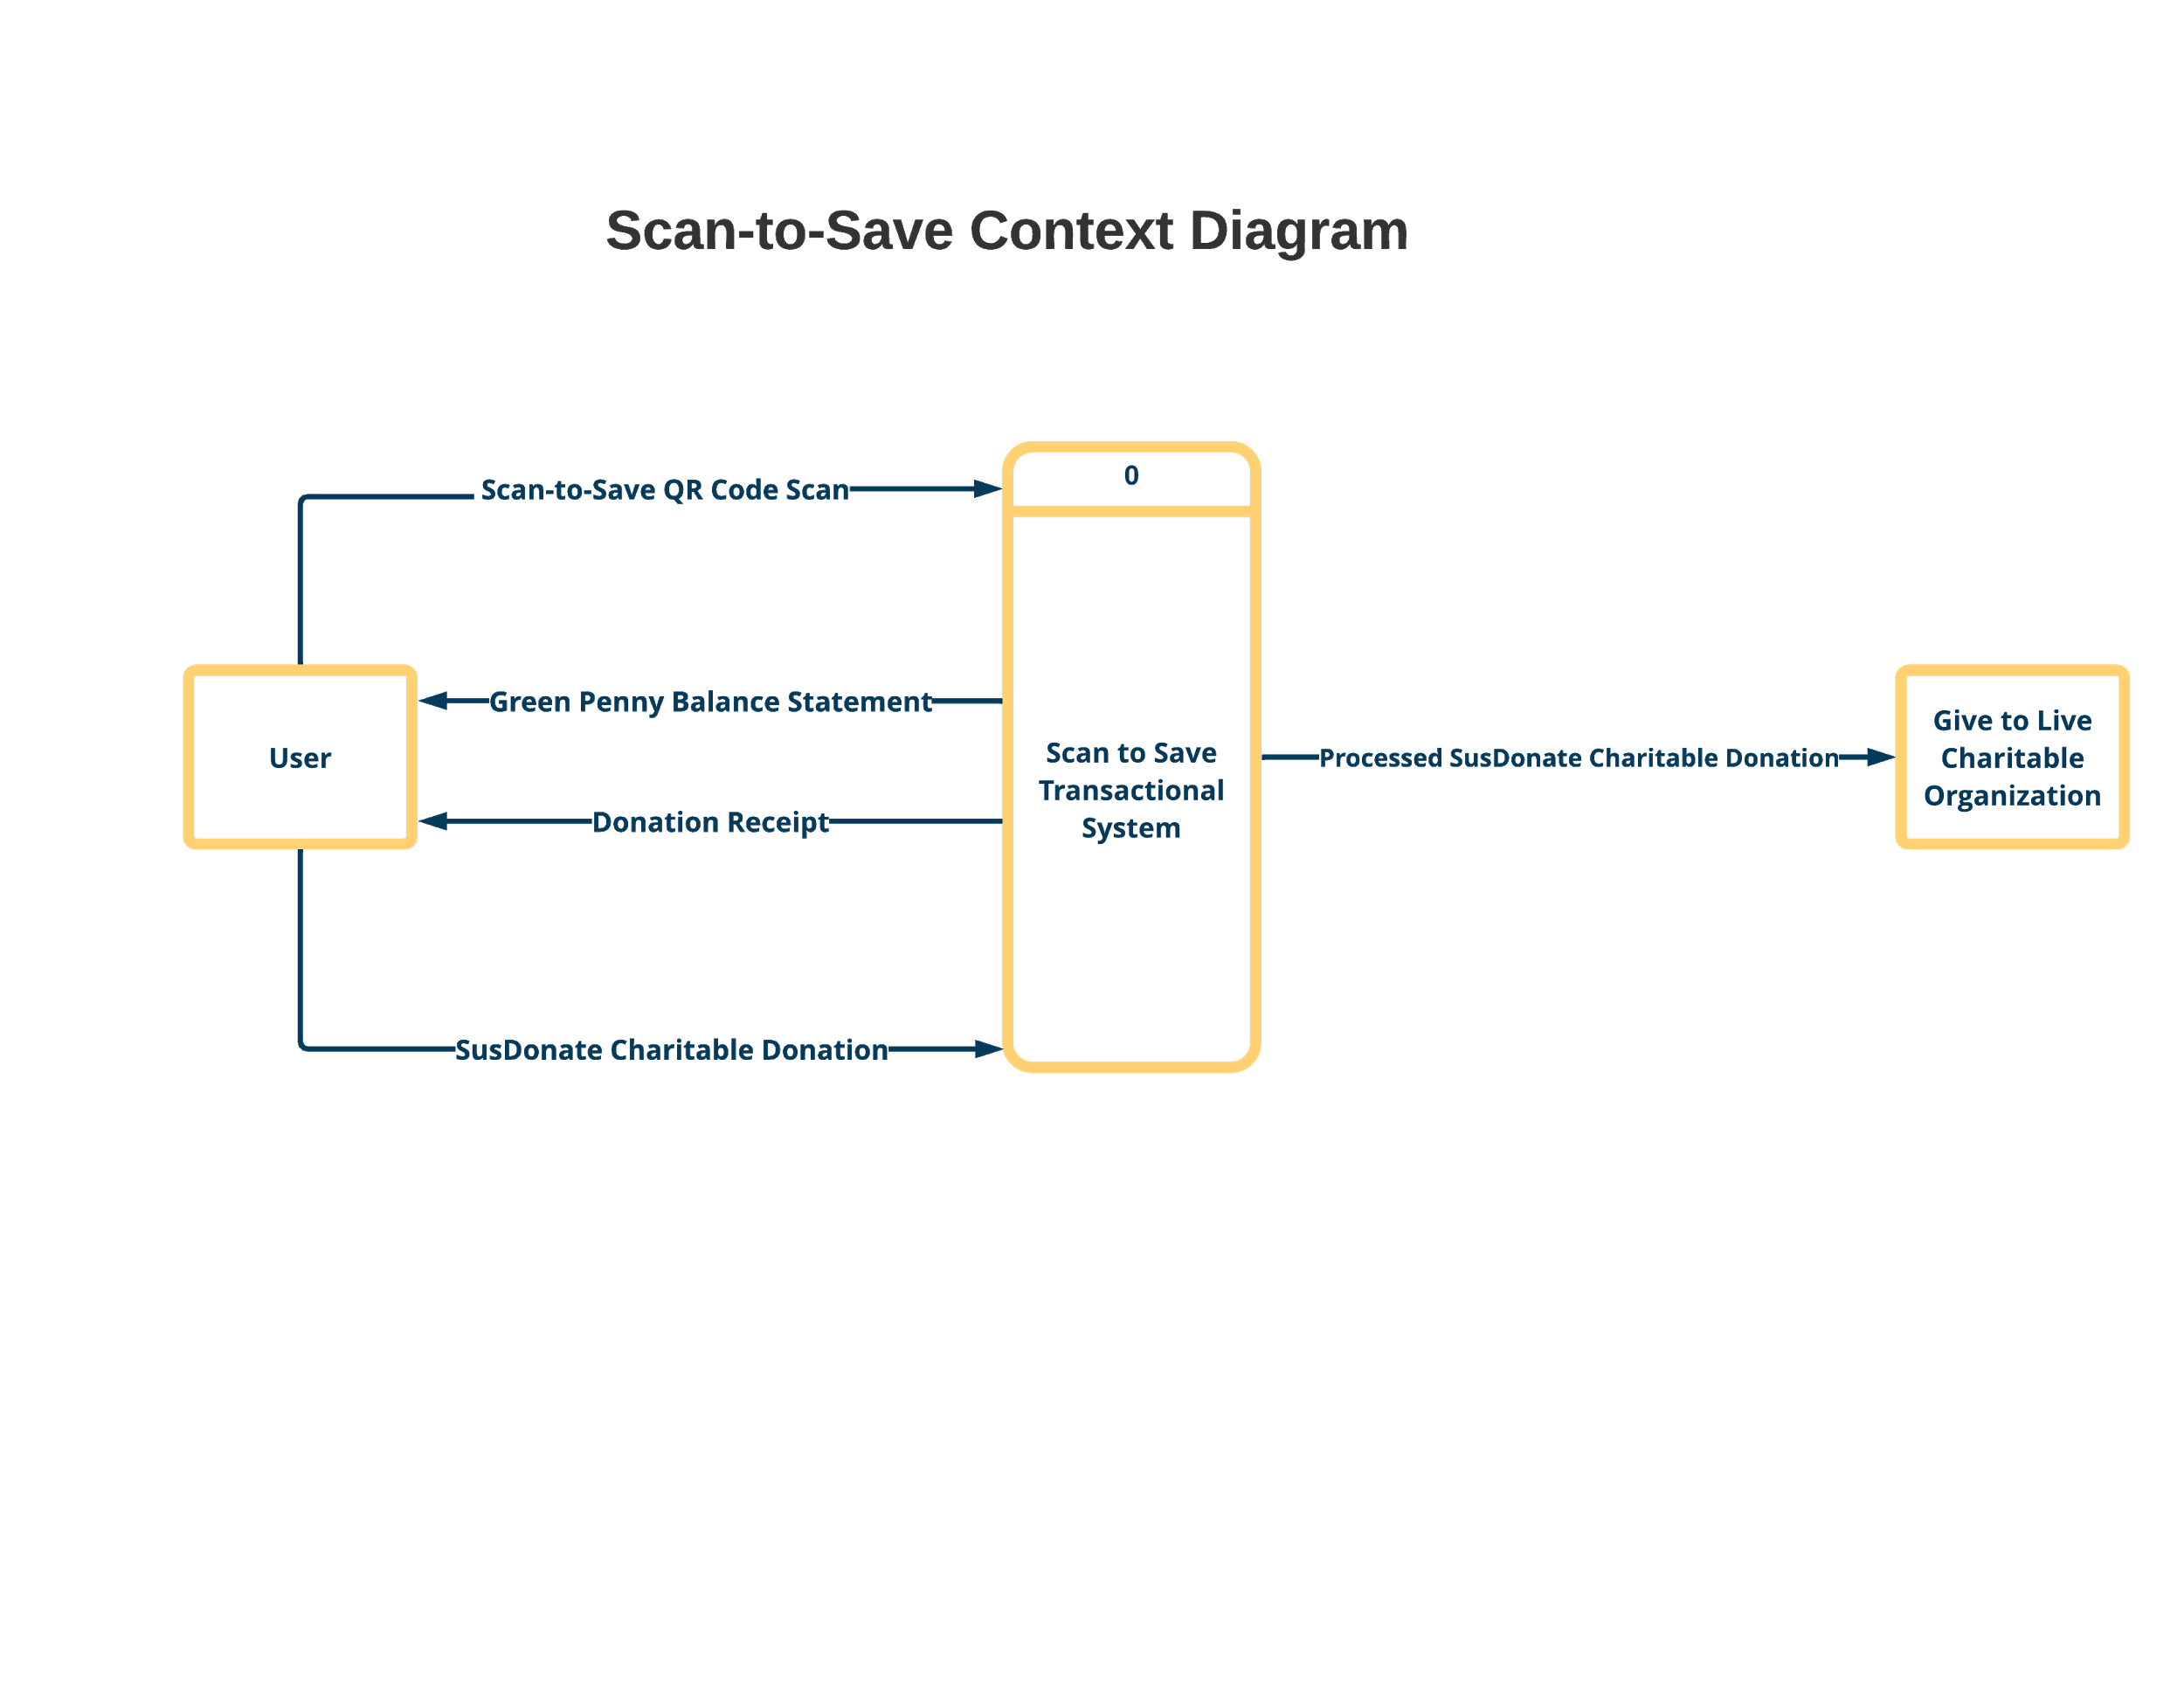 Scan-to-Save Context Diagram
0
Scan-to-Save QR Code Scan
Green Penny Balance Statement
User
Donation Receipt
SusDonate Charitable Donation
Scan to Save
Transactional
System
Processed SusDonate Charitable Donation
Give to Live
Charitable
Organization